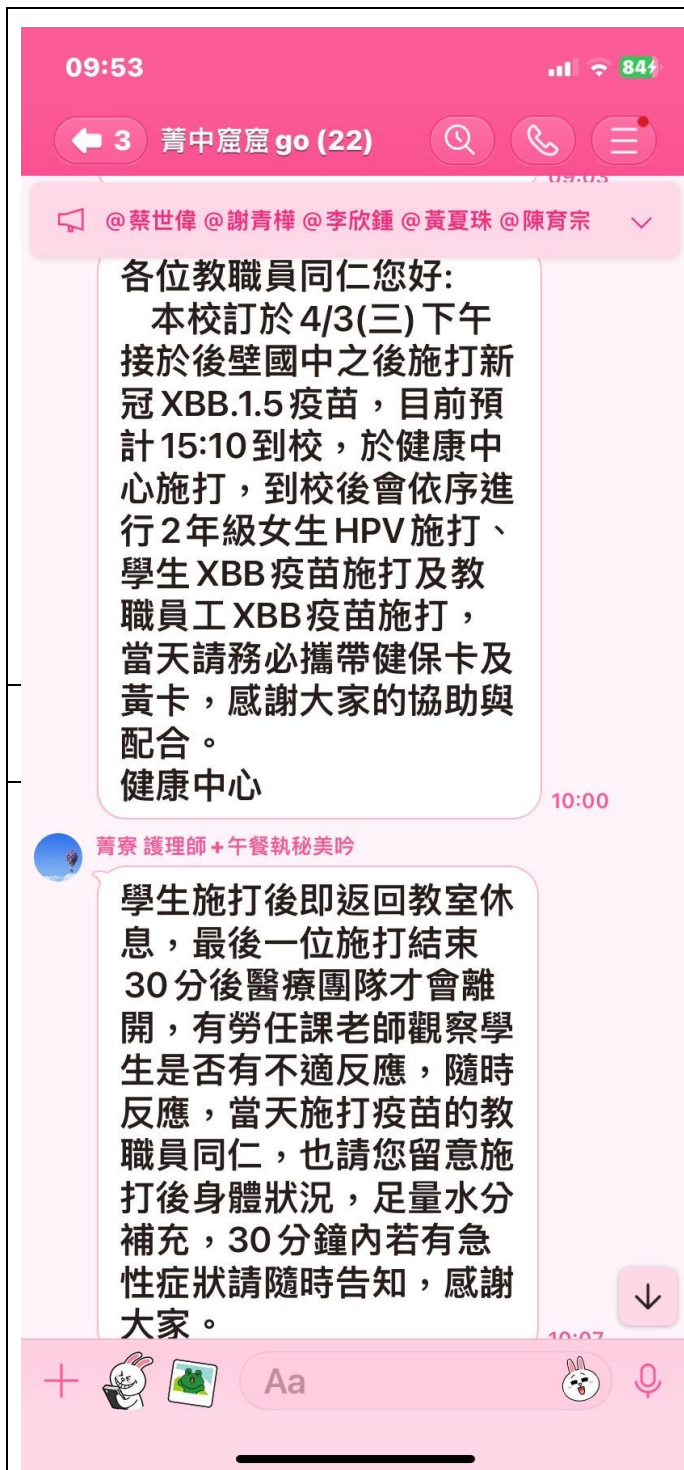 09:53
84
3 菁中窟窟go (22)
09:03
@蔡世偉 @謝青樺 @李欣鍾 @黃夏珠 @陳育宗
各位教職員同仁您好:
本校訂於4/3(三)下午
接於後壁國中之後施打新
冠XBB.1.5疫苗，目前預
計15:10到校，於健康中
心施打，到校後會依序進
行2年級女生HPV施打、
學生XBB疫苗施打及教
職員工XBB疫苗施打，
當天請務必攜帶健保卡及
黃卡，感謝大家的協助與
配合。
健康中心
10:00
菁寮 護理師+午餐執秘美吟
學生施打後即返回教室休
息，最後一位施打結束
30分後醫療團隊才會離
開，有勞任課老師觀察學
生是否有不適反應，隨時
反應，當天施打疫苗的教
職員同仁，也請您留意施
打後身體狀況，足量水分
補充，30分鐘內若有急
性症狀請隨時告知，感謝
大家。
10:07
Aa